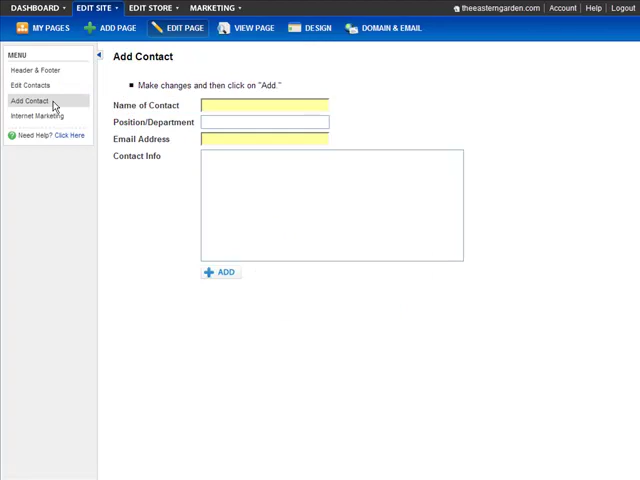 DASHBOARD EDIT SITE EDIT STORE MARKETING theeasterngarden.com Account Help Logout
MY PAGES ADD PAGE EDIT PAGE VIEW PAGE DESIGN DOMAIN & EMAIL
MENU
Header & Footer
Edit Contacts
Add Contact
Internet Marketing
Need Help? Click Here
Add Contact
Make changes and then click on "Add."
Name of Contact
Position/Department
Email Address
Contact Info
ADD